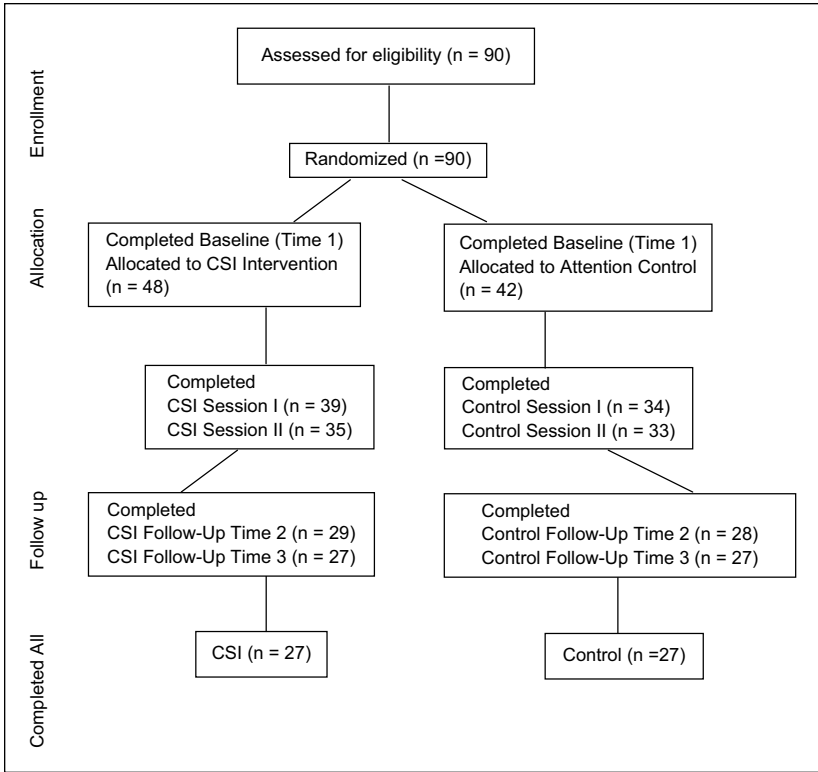 Enrollment
Assessed for eligibility (n = 90)
Randomized (n =90)
Allocation
Completed Baseline (Time 1)
Allocated to CSI Intervention
(n = 48)
Completed Baseline (Time 1)
Allocated to Attention Control
(n = 42)
Completed
CSI Session I (n = 39)
CSI Session II (n = 35)
Completed
Control Session I (n = 34)
Control Session II (n = 33)
Follow up
Completed
CSI Follow-Up Time 2 (n = 29)
CSI Follow-Up Time 3 (n = 27)
Completed
Control Follow-Up Time 2 (n = 28)
Control Follow-Up Time 3 (n = 27)
Completed All
CSI (n = 27)
Control (n =27)